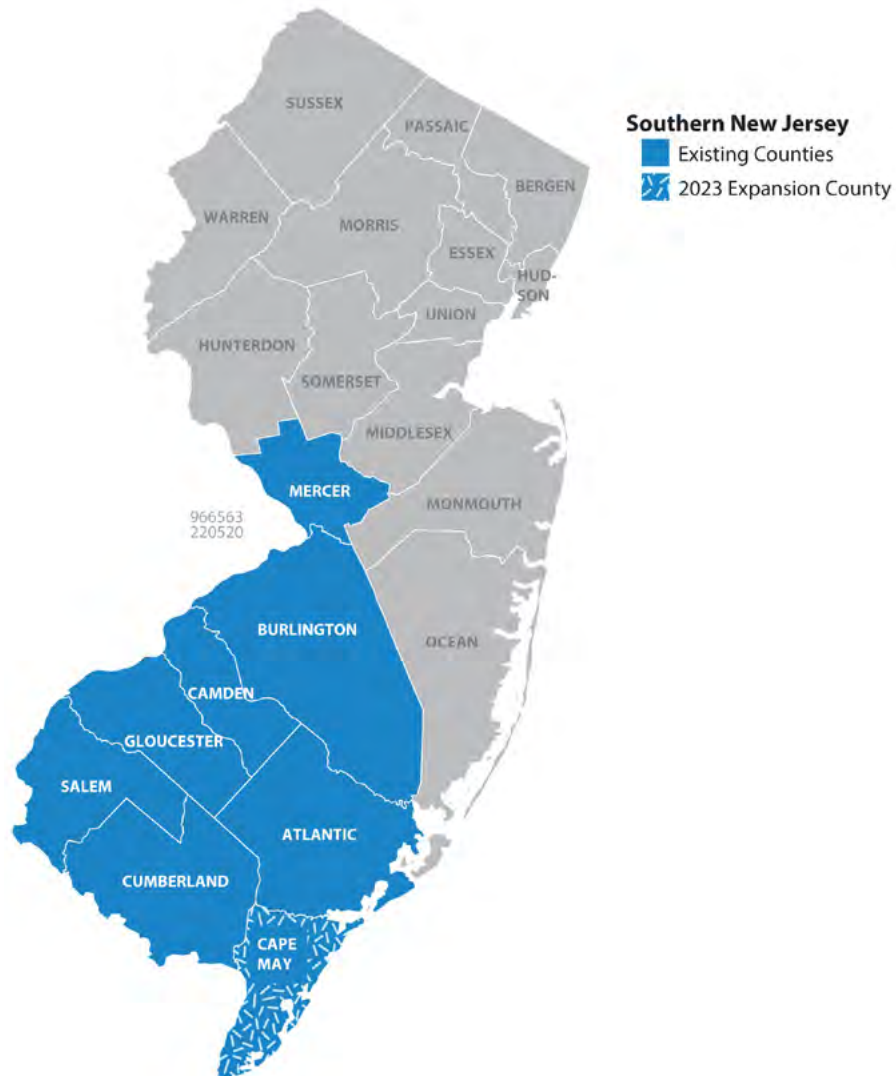 SUSSEX
PASSAIC
Southern New Jersey
Existing Counties
2023 Expansion County
BERGEN
WARREN
MORRIS
ESSEX
HUD-
SON
UNION
HUNTERDON
SOMERSET
MIDDLESEX
MERCER
MONMOUTH
966563
220520
BURLINGTON
OCEAN
CAMDEN
GLOUCESTER
SALEM
ATLANTIC
CUMBERLAND
CAPE
MAY